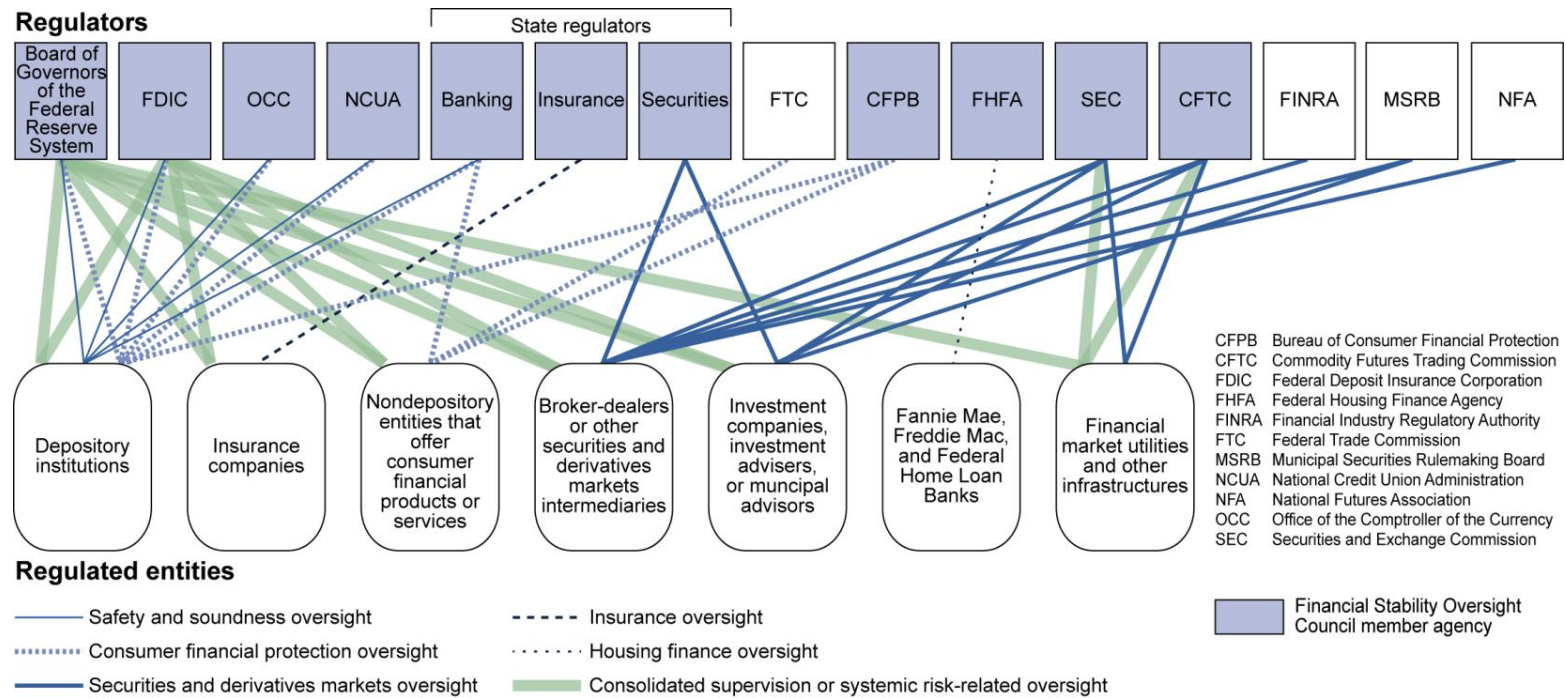 Regulators
State regulators
Board of
Governors
of the
Federal
Reserve
System
FDIC
OCC
NCUA
Banking
Insurance
Securities
FTC
CFPB
FHFA
SEC
CFTC
FINRA
MSRB
NFA
Depository
institutions
Insurance
companies
Nondepository
entities that
offer
consumer
financial
products or
services
Broker-dealers
or other
securities and
derivatives
markets
intermediaries
Investment
companies,
investment
advisers,
or muncipal
advisors
Fannie Mae,
Freddie Mac,
and Federal
Home Loan
Banks
Financial
market utilities
and other
infrastructures
CFPB Bureau of Consumer Financial Protection
CFTC Commodity Futures Trading Commission
FDIC Federal Deposit Insurance Corporation
FHFA Federal Housing Finance Agency
FINRA Financial Industry Regulatory Authority
FTC Federal Trade Commission
MSRB Municipal Securities Rulemaking Board
NCUA National Credit Union Administration
NFA National Futures Association
OCC Office of the Comptroller of the Currency
SEC Securities and Exchange Commission
Regulated entities
Safety and soundness oversight
Consumer financial protection oversight
Securities and derivatives markets oversight
Insurance oversight
Housing finance oversight
Consolidated supervision or systemic risk-related oversight
Financial Stability Oversight
Council member agency